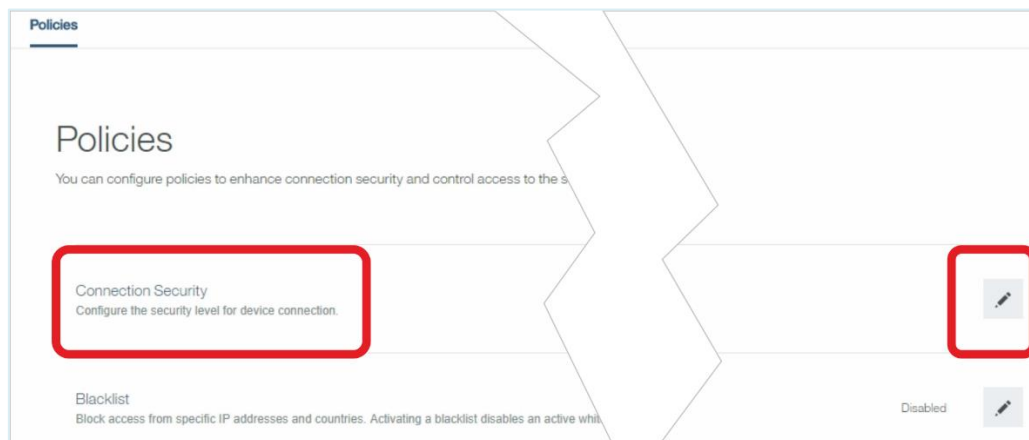 Policies
Policies
You can configure policies to enhance connection security and control access to the s
Connection Security
Configure the security level for device connection.
Blacklist
Block access from specific IP addresses and countries. Activating a blacklist disables an active whit
Disabled